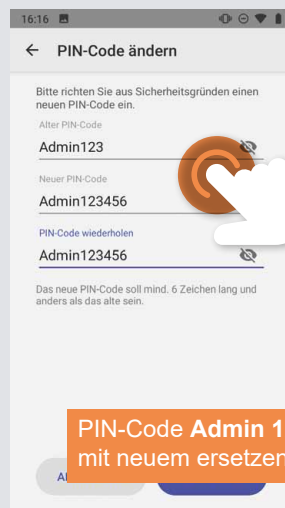 16:16
PIN-Code ändern
Bitte richten Sie aus Sicherheitsgründen einen
neuen PIN-Code ein.
Alter PIN-Code
Admin123
Neuer PIN-Code
Admin123456
PIN-Code wiederholen
Admin123456
Das neue PIN-Code soll mind. 6 Zeichen lang und
anders als das alte sein.
PIN-Code Admin 1
mit neuem ersetzen